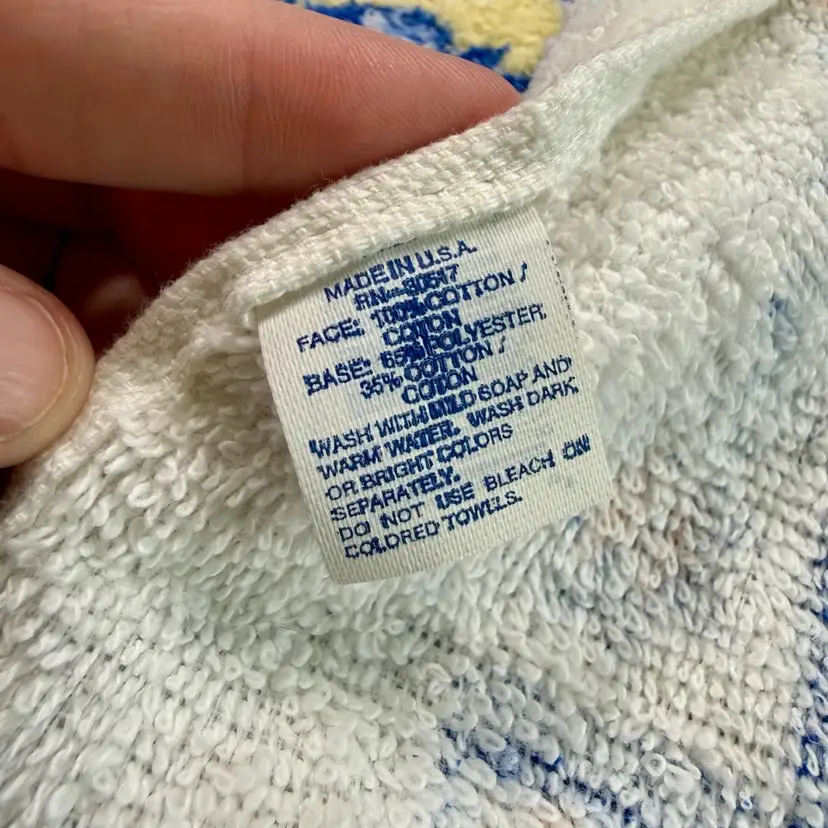 MADE IN U.S.A.
RN-30517
FACE: 100% COTTON /
COTON
BASE: 65% POLYESTER
35% COTTON /
COTON
WASH WITH MILD SOAP AND
WARM WATER. WASH DARK
OR BRIGHT COLORS
SEPARATELY.
DO NOT USE BLEACH ON
COLORED TOWELS.